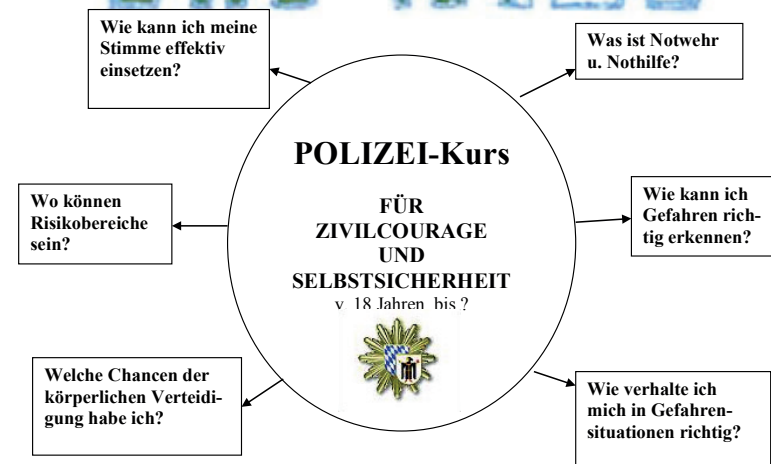 Wie kann ich meine
Stimme effektiv
einsetzen?
Was ist Notwehr
u. Nothilfe?
POLIZEI-Kurs
FÜR
ZIVILCOURAGE
UND
SELBSTSICHERHEIT
v. 18 Jahren bis ?
Wo können
Risikobereiche
sein?
Wie kann ich
Gefahren rich-
tig erkennen?
Welche Chancen der
körperlichen Verteidi-
gung habe ich?
Wie verhalte ich
mich in Gefahren-
situationen richtig?